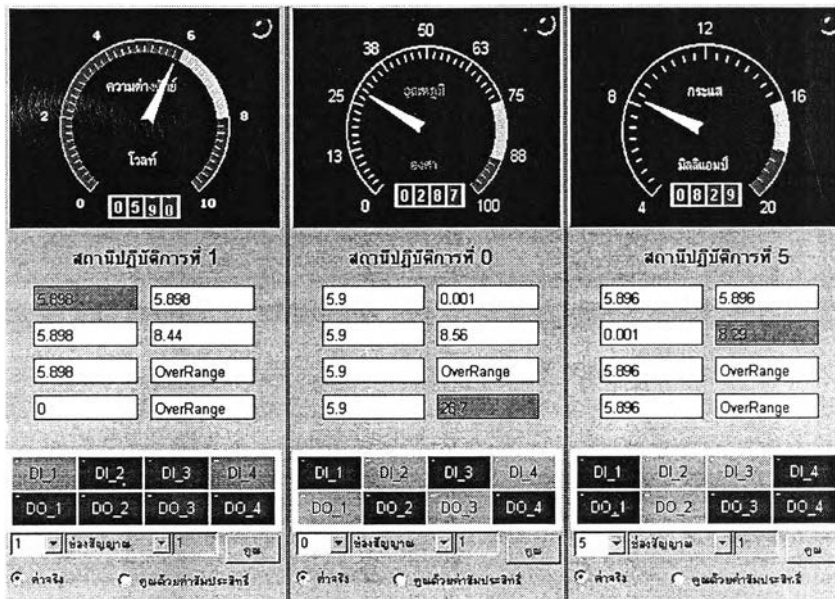 4 6
2 8
0 10
ความต่างศักย์
โวลท์
0590
38 50 63
25 75
13 88
0 100
อุณหภูมิ
องศา
0287
12
8 16
4 20
กระแส
มิลลิแอมป์
0829
สถานีปฏิบัติการที่ 1
5.898 5.898
5.898 8.44
5.898 OverRange
0 OverRange
DI_1 DI_2 DI_3 DI_4
DO_1 DO_2 DO_3 DO_4
1 ช่องสัญญาณ 1 คูณ
ค่าจริง คูณด้วยค่าสัมประสิทธิ์
สถานีปฏิบัติการที่ 0
5.9 0.001
5.9 8.56
5.9 OverRange
5.9
DI_1 DI_2 DI_3 DI_4
DO_1 DO_2 DO_3 DO_4
0 ช่องสัญญาณ 1 คูณ
ค่าจริง คูณด้วยค่าสัมประสิทธิ์
สถานีปฏิบัติการที่ 5
5.896 5.896
0.001 8.29
5.896 OverRange
5.896 OverRange
DI_1 DI_2 DI_3 DI_4
DO_1 DO_2 DO_3 DO_4
5 ช่องสัญญาณ 1 คูณ
ค่าจริง คูณด้วยค่าสัมประสิทธิ์